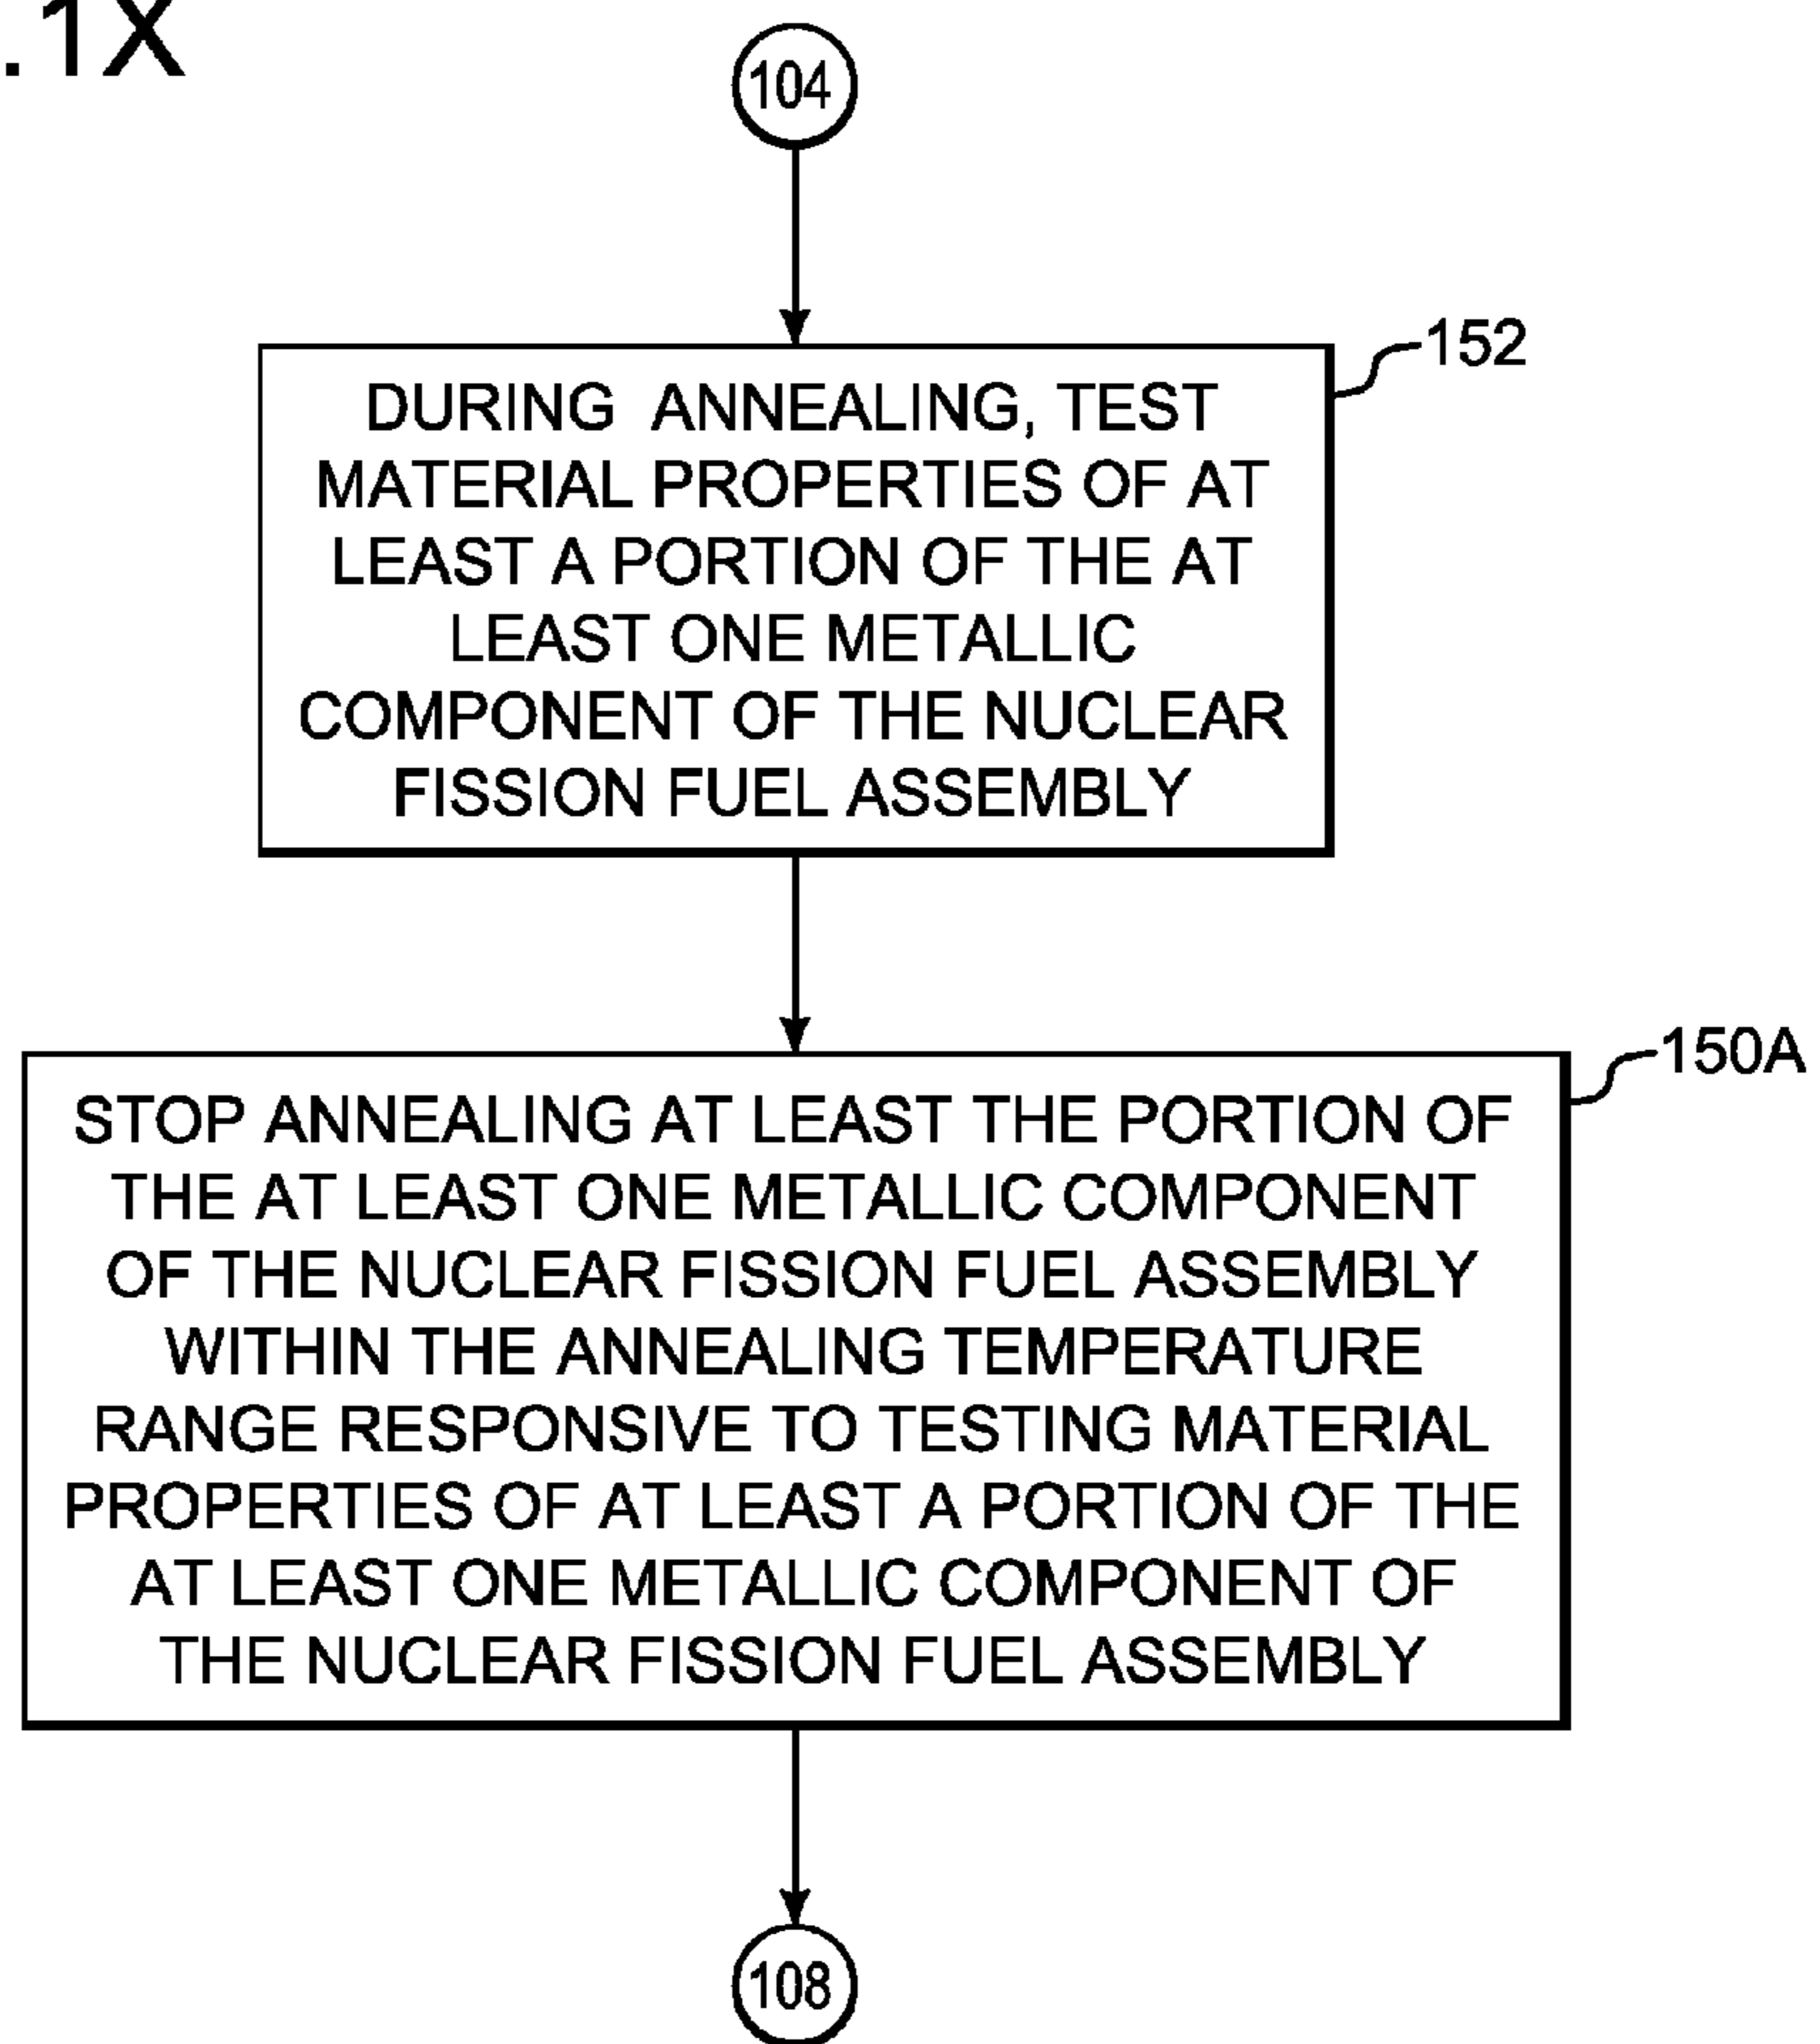 .1X
104
152
DURING ANNEALING, TEST
MATERIAL PROPERTIES OF AT
LEAST A PORTION OF THE AT
LEAST ONE METALLIC
COMPONENT OF THE NUCLEAR
FISSION FUEL ASSEMBLY
150A
STOP ANNEALING AT LEAST THE PORTION OF
THE AT LEAST ONE METALLIC COMPONENT
OF THE NUCLEAR FISSION FUEL ASSEMBLY
WITHIN THE ANNEALING TEMPERATURE
RANGE RESPONSIVE TO TESTING MATERIAL
PROPERTIES OF AT LEAST A PORTION OF THE
AT LEAST ONE METALLIC COMPONENT OF
THE NUCLEAR FISSION FUEL ASSEMBLY
108